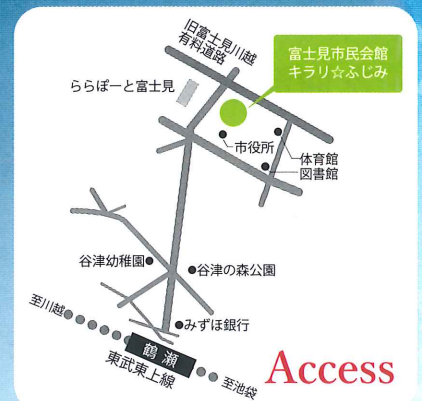 旧富士見川越
有料道路
富士見市民会館
キラリ☆ふじみ
ららぽーと富士見
市役所
体育館
図書館
谷津幼稚園
谷津の森公園
至川越
みずほ銀行
鶴瀬
東武東上線
至池袋
Access